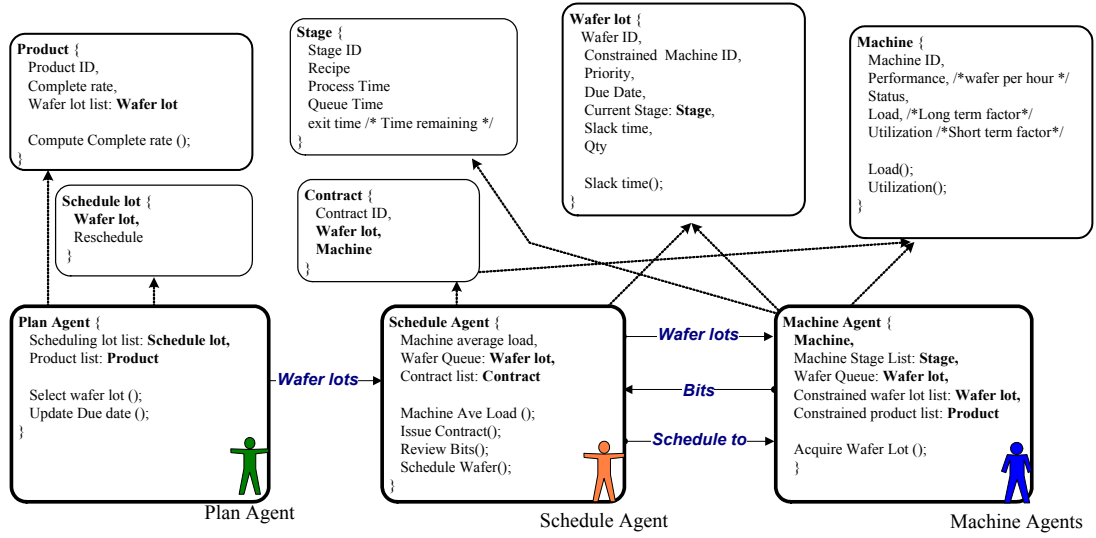 Product {
Product ID,
Complete rate,
Wafer lot list: Wafer lot
Compute Complete rate ();
}
Stage {
Stage ID
Recipe
Process Time
Queue Time
exit time /* Time remaining */
}
Wafer lot {
Wafer ID,
Constrained Machine ID,
Priority,
Due Date,
Current Stage: Stage,
Slack time,
Qty
Slack time();
}
Machine {
Machine ID,
Performance, /*wafer per hour */
Status,
Load, /*Long term factor*/
Utilization /*Short term factor*/
Load();
Utilization();
}
Schedule lot {
Wafer lot,
Reschedule
}
Contract {
Contract ID,
Wafer lot,
Machine
}
Plan Agent {
Scheduling lot list: Schedule lot,
Product list: Product
Select wafer lot ();
Update Due date ();
}
Wafer lots
Schedule Agent {
Machine average load,
Wafer Queue: Wafer lot,
Contract list: Contract
Machine Ave Load ();
Issue Contract();
Review Bits();
Schedule Wafer();
}
Wafer lots
Bits
Schedule to
Machine Agent {
Machine,
Machine Stage List: Stage,
Wafer Queue: Wafer lot,
Constrained wafer lot list: Wafer lot,
Constrained product list: Product
Acquire Wafer Lot ();
}
Plan Agent
Schedule Agent
Machine Agents